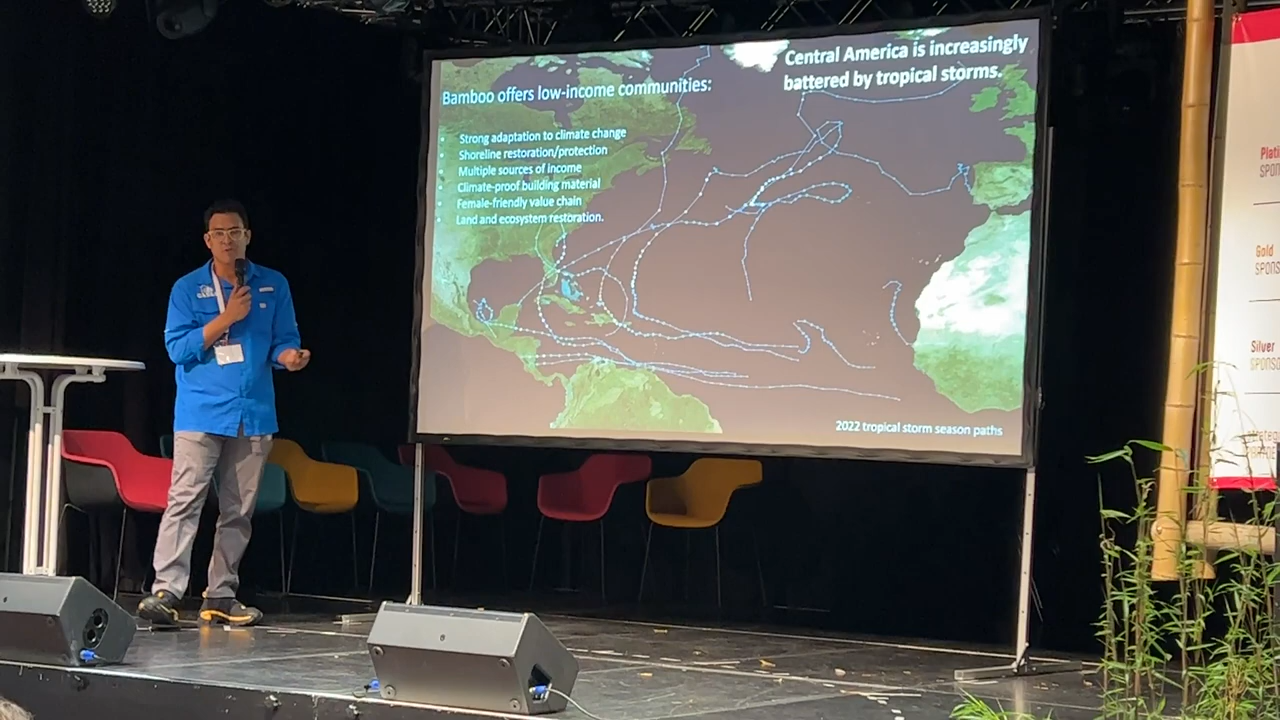 Central America is increasingly
battered by tropical storms.
Bamboo offers low-income communities:
Strong adaptation to climate change
Shoreline restoration/protection
Multiple sources of income
Climate-proof building material
Female-friendly value chain
Land and ecosystem restoration.
2022 tropical storm season paths
Gold
Silver